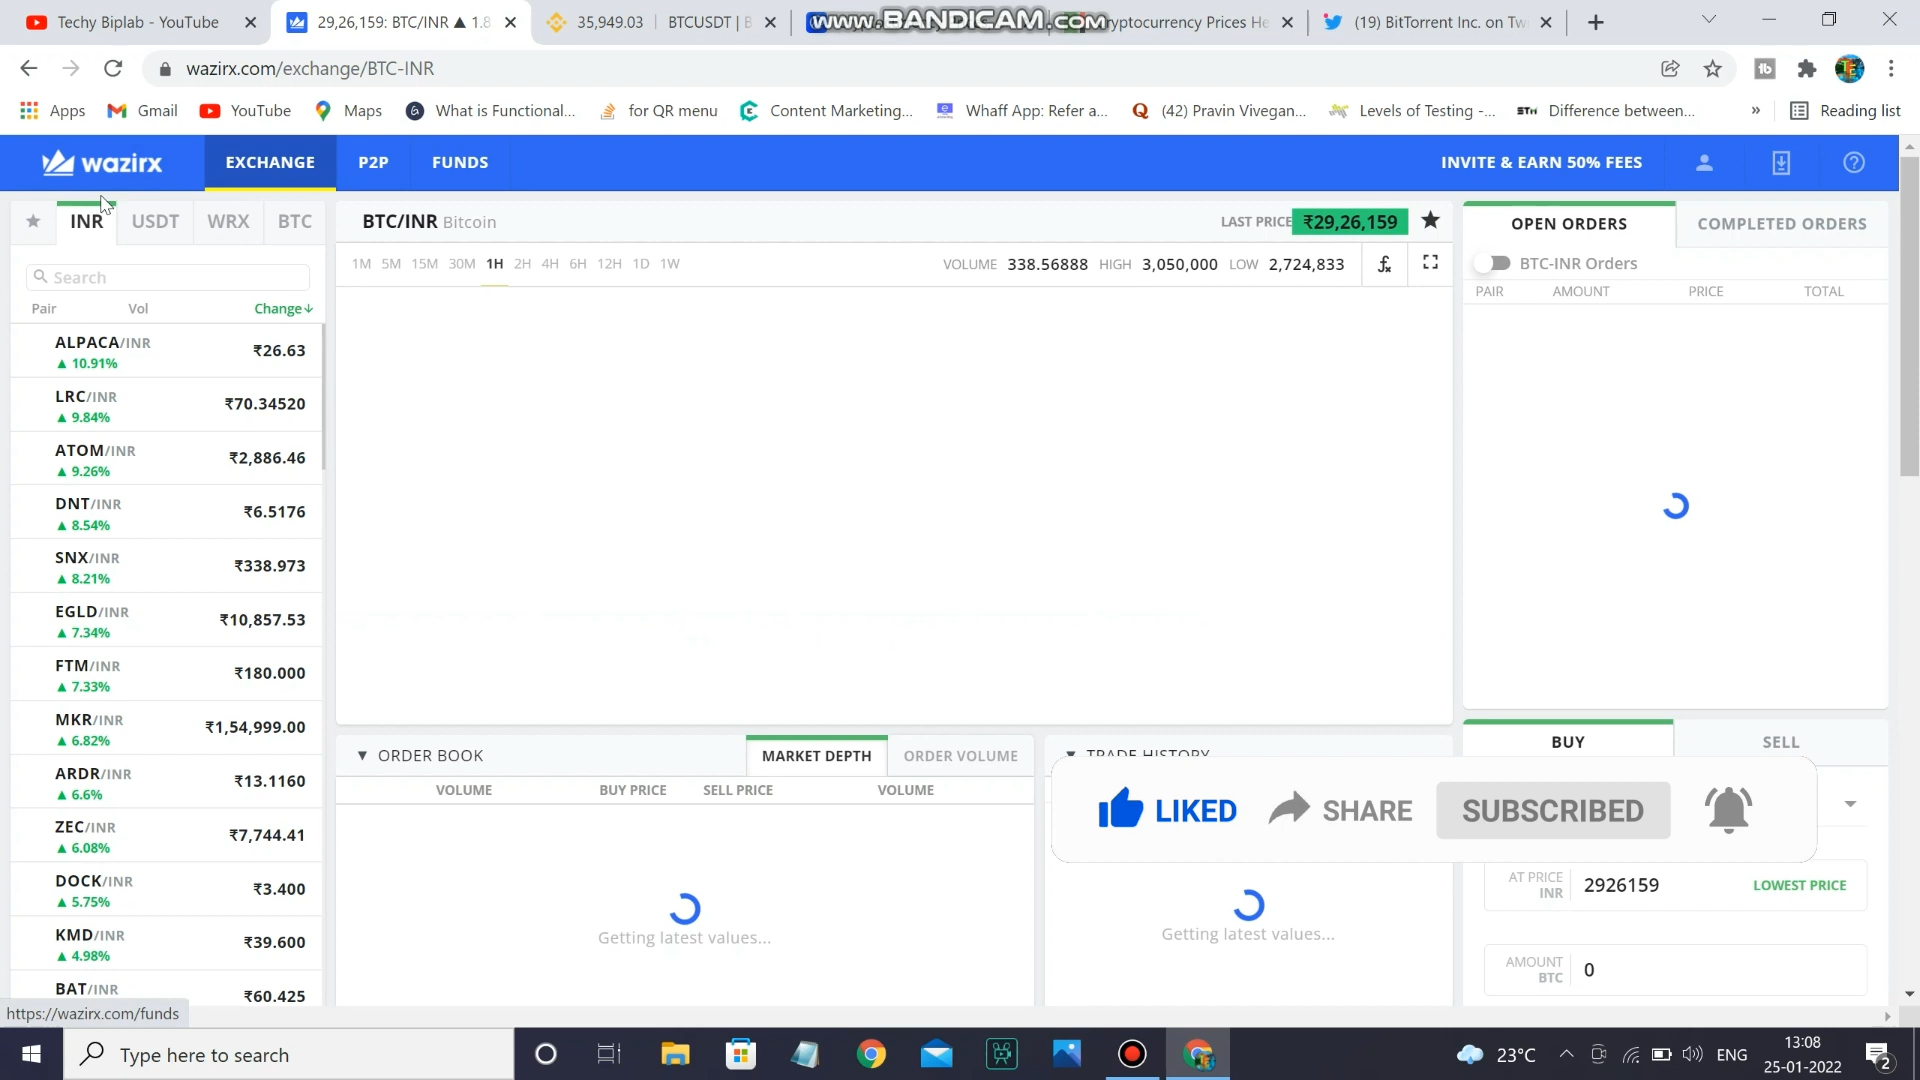 Techy Biplab - YouTube
29,26,159: BTC/INR ▲ 1.8
35,949.03 | BTCUSDT | B
www.BANDICAM.com
ryptocurrency Prices He
(19) BitTorrent Inc. on Tw
wazirx.com/exchange/BTC-INR
Apps
Gmail
YouTube
Maps
What is Functional...
for QR menu
Content Marketing...
Whaff App: Refer a...
(42) Pravin Vivegan...
Levels of Testing -...
Difference between...
»
Reading list
wazirx
EXCHANGE
P2P
FUNDS
INVITE & EARN 50% FEES
INR
USDT
WRX
BTC
Search
Pair Vol Change↓
ALPACA/INR ₹26.63
▲ 10.91%
LRC/INR ₹70.34520
▲ 9.84%
ATOM/INR ₹2,886.46
▲ 9.26%
DNT/INR ₹6.5176
▲ 8.54%
SNX/INR ₹338.973
▲ 8.21%
EGLD/INR ₹10,857.53
▲ 7.34%
FTM/INR ₹180.000
▲ 7.33%
MKR/INR ₹1,54,999.00
▲ 6.82%
ARDR/INR ₹13.1160
▲ 6.6%
ZEC/INR ₹7,744.41
▲ 6.08%
DOCK/INR ₹3.400
▲ 5.75%
KMD/INR ₹39.600
▲ 4.98%
BAT/INR ₹60.425
https://wazirx.com/funds
BTC/INR Bitcoin
LAST PRICE ₹29,26,159
1M 5M 15M 30M 1H 2H 4H 6H 12H 1D 1W
VOLUME 338.56888 HIGH 3,050,000 LOW 2,724,833
ORDER BOOK
MARKET DEPTH
ORDER VOLUME
VOLUME BUY PRICE SELL PRICE VOLUME
Getting latest values...
TRADE HISTORY
Getting latest values...
OPEN ORDERS
COMPLETED ORDERS
BTC-INR Orders
PAIR AMOUNT PRICE TOTAL
BUY
SELL
LIKED
SHARE
SUBSCRIBED
AT PRICE
INR
2926159
LOWEST PRICE
AMOUNT
BTC
0
Type here to search
23°C
ENG
13:08
25-01-2022
2